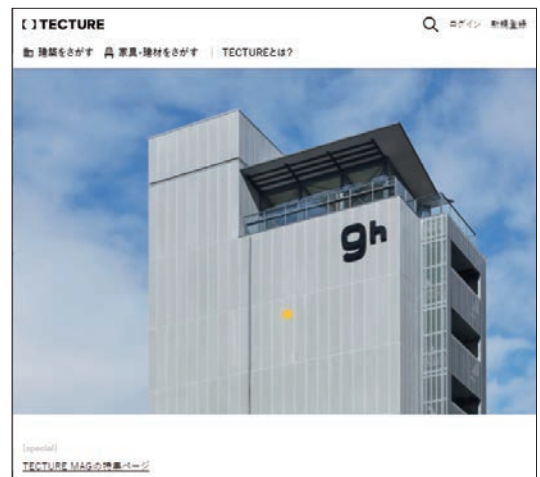 [ ] TECTURE
ログイン 新規登録
建築をさがす 家具・建材をさがす | TECTUREとは?
9h
[special]
TECTURE MAGの特集ページ